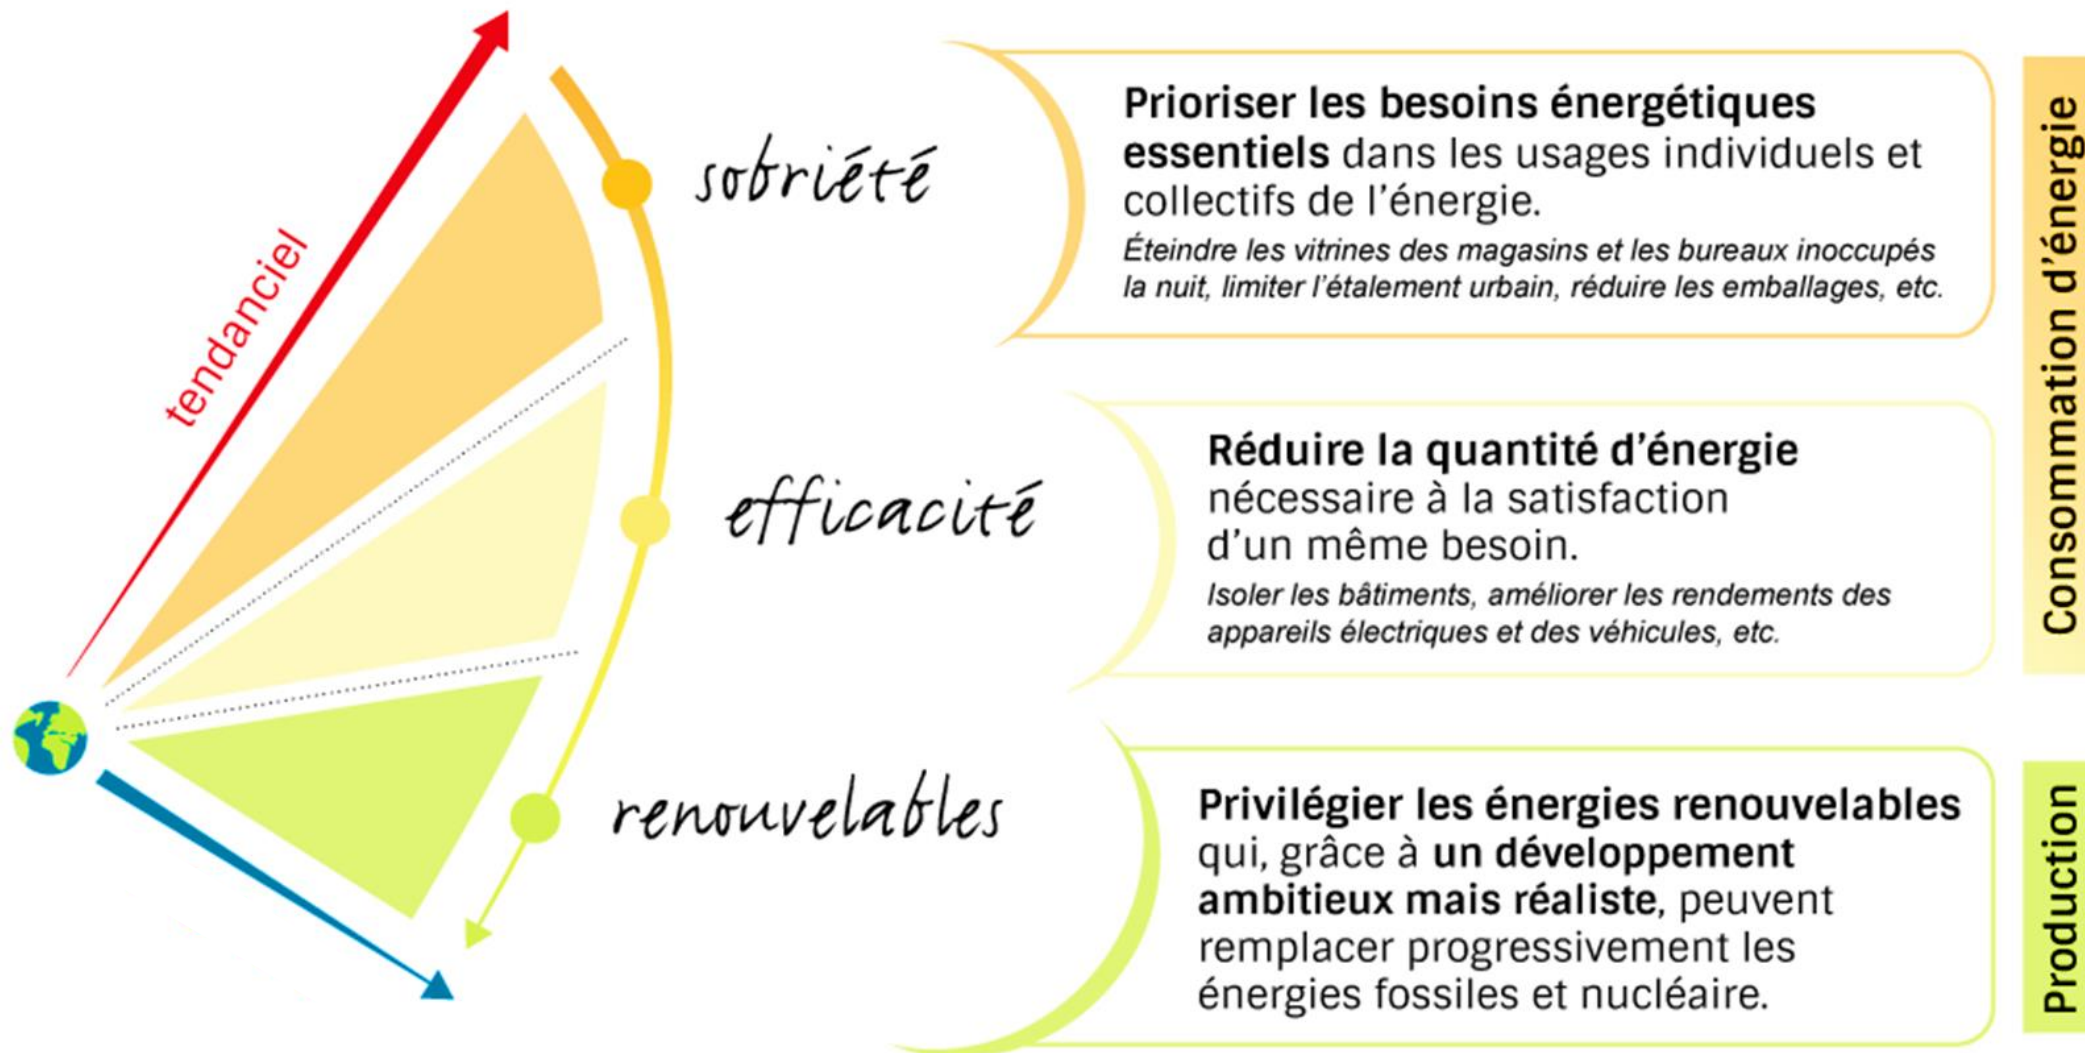 tendanciel
sobriété
Prioriser les besoins énergétiques
essentiels dans les usages individuels et
collectifs de l'énergie.
Éteindre les vitrines des magasins et les bureaux inoccupés
la nuit, limiter l'étalement urbain, réduire les emballages, etc.
efficacité
Réduire la quantité d'énergie
nécessaire à la satisfaction
d'un même besoin.
Isoler les bâtiments, améliorer les rendements des
appareils électriques et des véhicules, etc.
Consommation d'énergie
renouvelables
Privilégier les énergies renouvelables
qui, grâce à un développement
ambitieux mais réaliste, peuvent
remplacer progressivement les
énergies fossiles et nucléaire.
Production